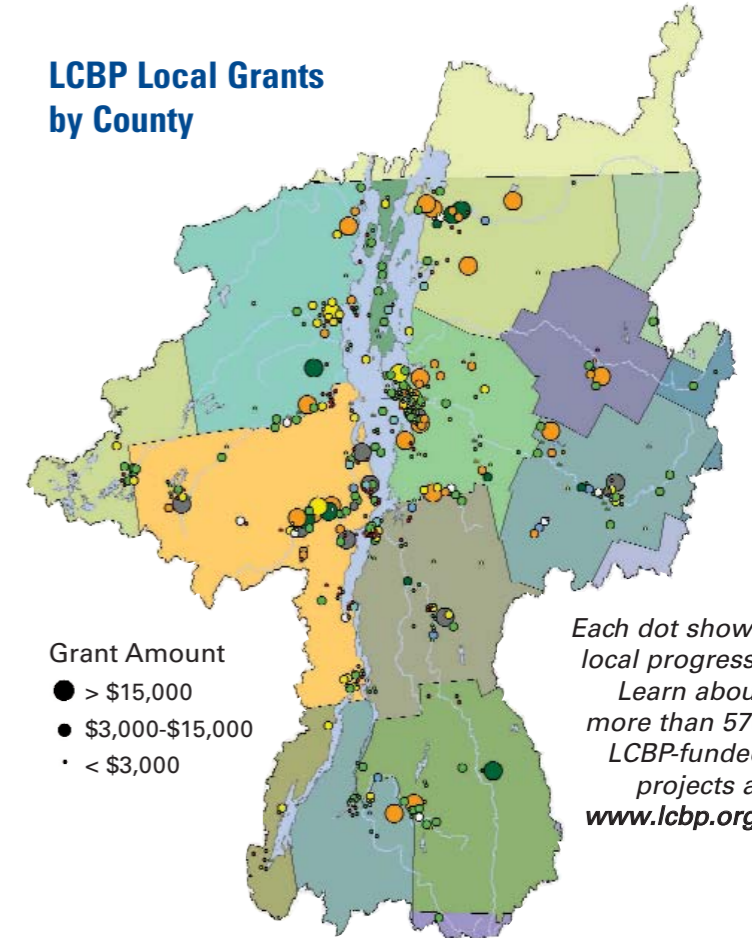 LCBP Local Grants
by County
Grant Amount
> $15,000
$3,000-$15,000
< $3,000
Each dot show
local progress
Learn abou
more than 57
LCBP-funded
projects a
www.lcbp.org